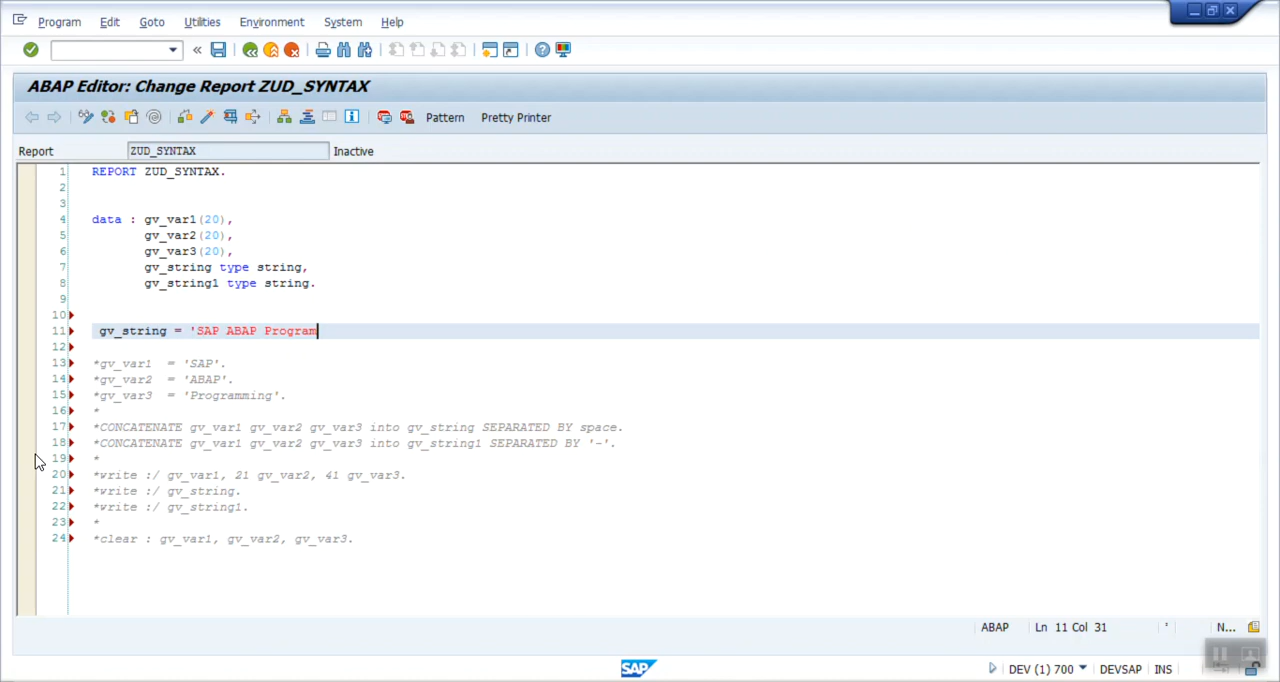 Program Edit Goto Utilities Environment System Help
ABAP Editor: Change Report ZUD_SYNTAX
Pattern Pretty Printer
Report ZUD_SYNTAX Inactive
1 REPORT ZUD_SYNTAX.
2
3
4 data : gv_var1(20),
5 gv_var2(20),
6 gv_var3(20),
7 gv_string type string,
8 gv_string1 type string.
9
10
11 gv_string = 'SAP ABAP Program
12
13 *gv_var1 = 'SAP'.
14 *gv_var2 = 'ABAP'.
15 *gv_var3 = 'Programming'.
16 *
17 *CONCATENATE gv_var1 gv_var2 gv_var3 into gv_string SEPARATED BY space.
18 *CONCATENATE gv_var1 gv_var2 gv_var3 into gv_string1 SEPARATED BY '-'.
19 *
20 *write :/ gv_var1, 21 gv_var2, 41 gv_var3.
21 *write :/ gv_string.
22 *write :/ gv_string1.
23 *
24 *clear : gv_var1, gv_var2, gv_var3.
ABAP Ln 11 Col 31 ' N...
SAP DEV (1) 700 DEVSAP INS